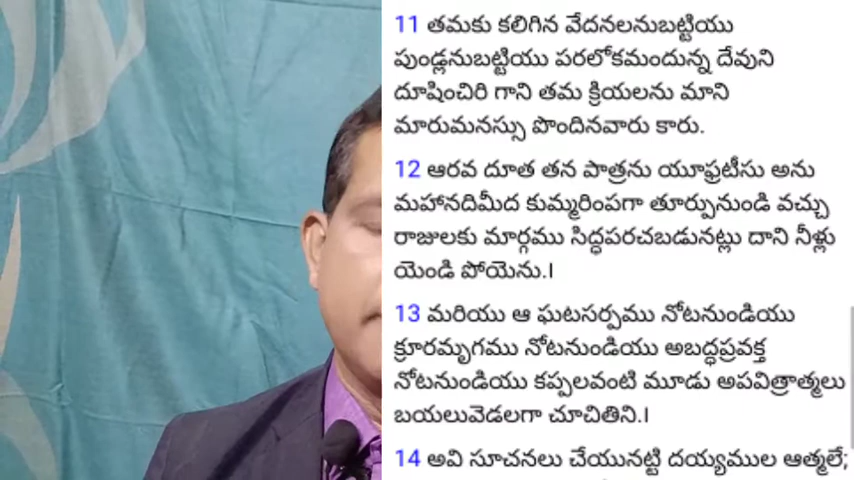 11 తమకు కలిగిన వేదనలనుబట్టియు
పుండ్లనుబట్టియు పరలోకమందున్న దేవుని
దూషించిరి గాని తమ క్రియలను మాని
మారుమనస్సు పొందినవారు కారు.
12 ఆరవ దూత తన పాత్రను యూఫ్రటీసు అను
మహానదిమీద కుమ్మరింపగా తూర్పునుండి వచ్చు
రాజులకు మార్గము సిద్ధపరచబడునట్లు దాని నీళ్లు
యెండి పోయెను.I
13 మరియు ఆ ఘటసర్పము నోటనుండియు
క్రూరమృగము నోటనుండియు అబద్ధప్రవక్త
నోటనుండియు కప్పలవంటి మూడు అపవిత్రాత్మలు
బయలువెడలగా చూచితిని.I
14 అవి సూచనలు చేయునట్టి దయ్యముల ఆత్మలే;